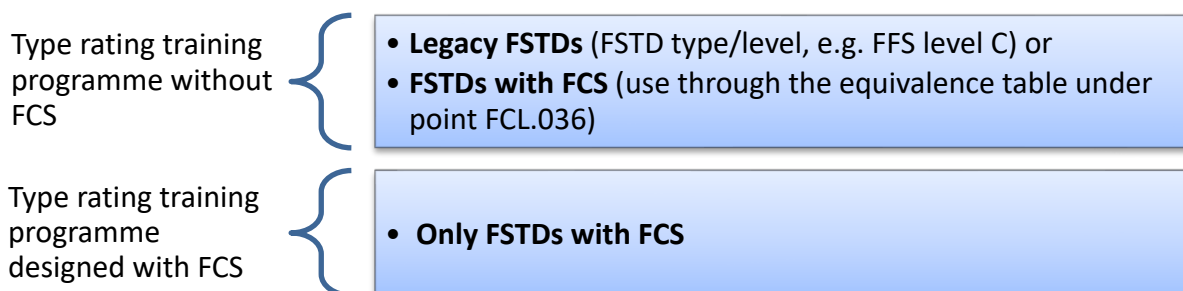 Type rating training
programme without
FCS
• Legacy FSTDs (FSTD type/level, e.g. FFS level C) or
• FSTDs with FCS (use through the equivalence table under
point FCL.036)
Type rating training
programme
designed with FCS
• Only FSTDs with FCS